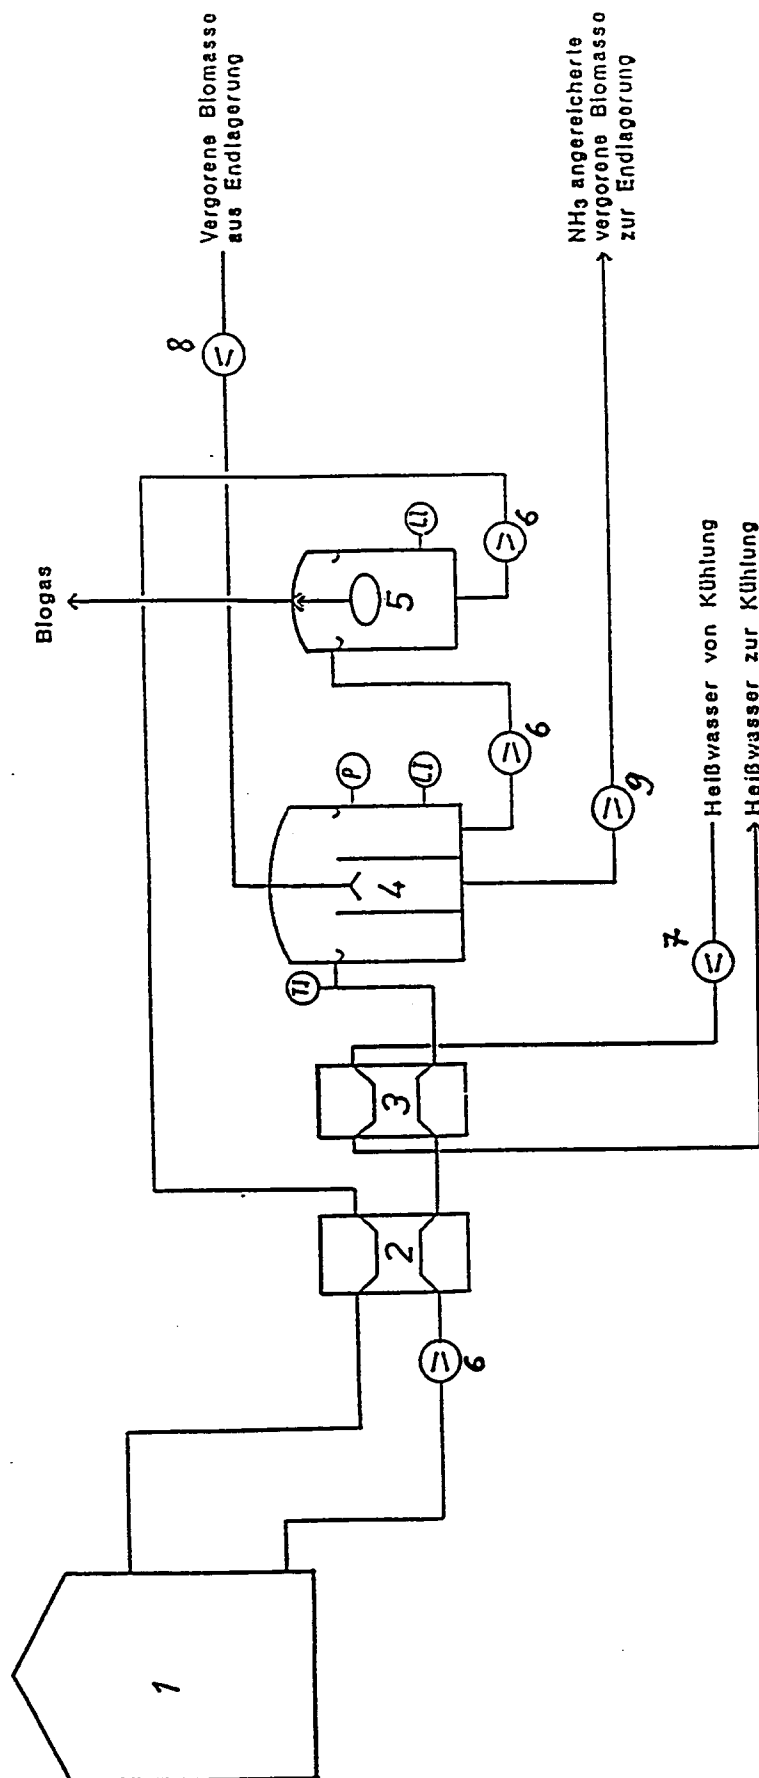 Biogas
Vergorene Biomasse
aus Endlagerung
8
NH₃ angereicherte
vergorene Biomasse
zur Endlagerung
LI
5
6
P
LI
4
6
9
TI
7
Heißwasser von Kühlung
Heißwasser zur Kühlung
3
2
6
1